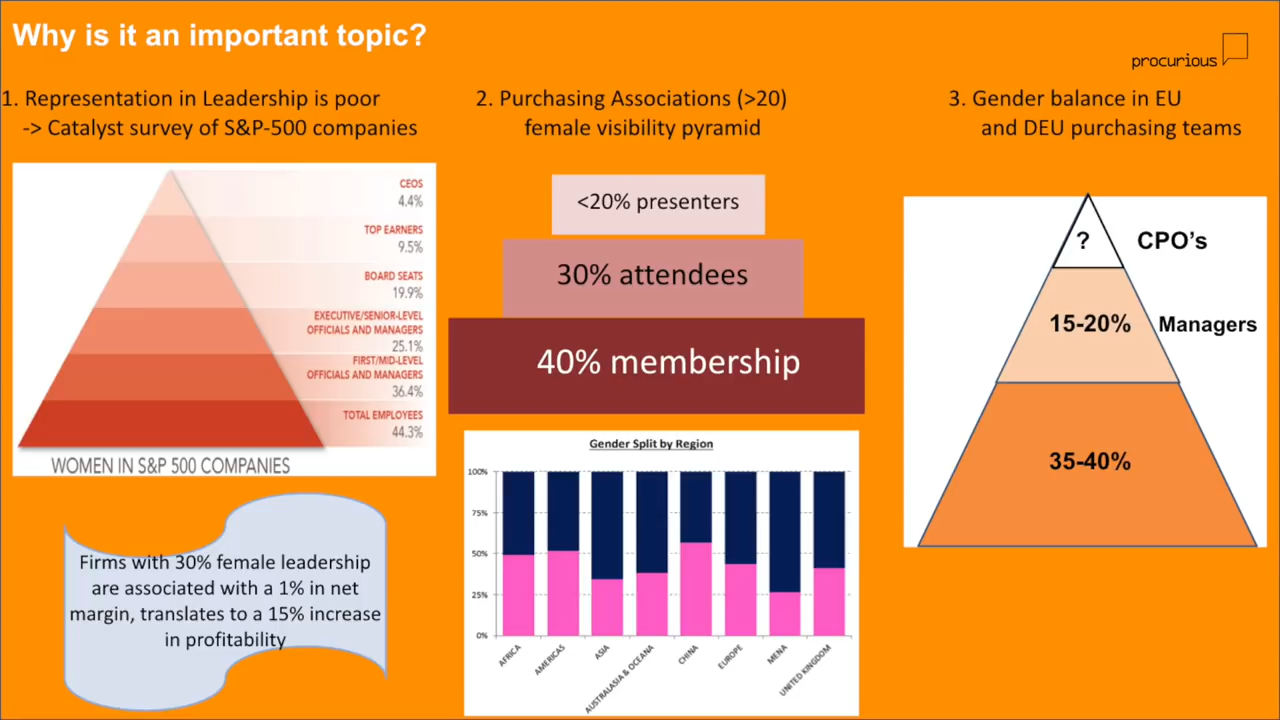 Why is it an important topic?
procurious
1. Representation in Leadership is poor
-> Catalyst survey of S&P-500 companies
CEOS
4.4%
TOP EARNERS
9.5%
BOARD SEATS
19.9%
EXECUTIVE/SENIOR-LEVEL
OFFICIALS AND MANAGERS
25.1%
FIRST/MID-LEVEL
OFFICIALS AND MANAGERS
36.4%
TOTAL EMPLOYEES
44.3%
WOMEN IN S&P 500 COMPANIES
Firms with 30% female leadership
are associated with a 1% in net
margin, translates to a 15% increase
in profitability
2. Purchasing Associations (>20)
female visibility pyramid
<20% presenters
30% attendees
40% membership
Gender Split by Region
100%
75%
50%
25%
0%
AFRICA
AMERICAS
ASIA
AUSTRALASIA & OCEANA
CHINA
EUROPE
MENA
UNITED KINGDOM
3. Gender balance in EU
and DEU purchasing teams
? CPO's
15-20% Managers
35-40%